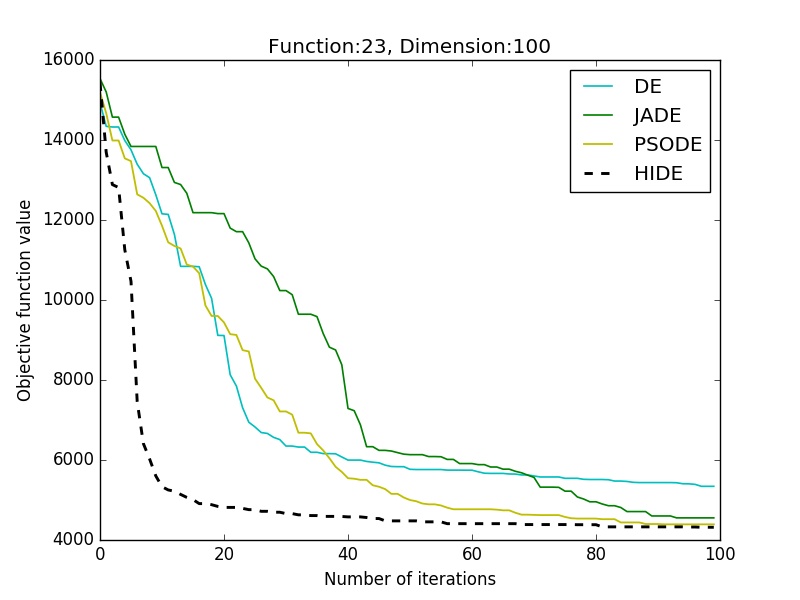 Function:23, Dimension:100
16000
14000
12000
10000
8000
6000
4000
Objective function value
DE
JADE
PSODE
HIDE
0 20 40 60 80 100
Number of iterations